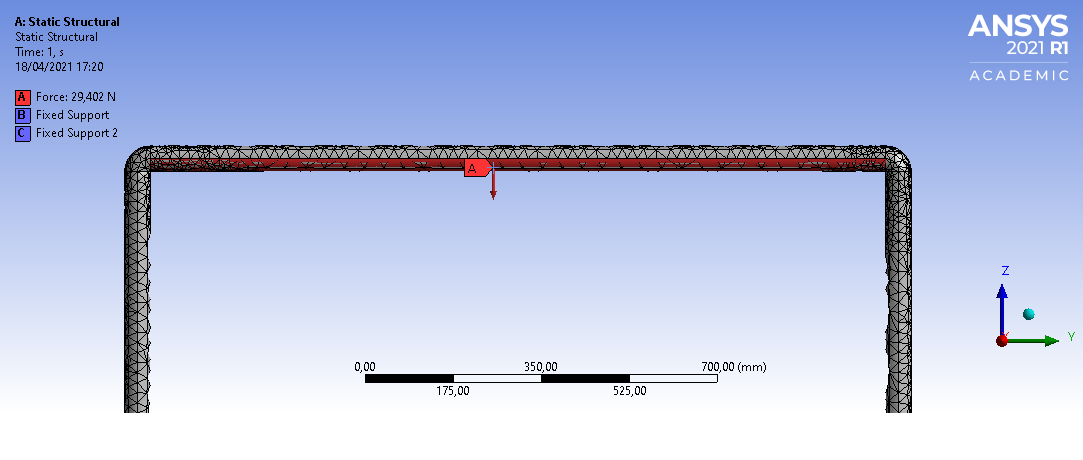 A: Static Structural
Static Structural
Time: 1, s
18/04/2021 17:20
A Force: 29,402 N
B Fixed Support
C Fixed Support 2
ANSYS
2021 R1
ACADEMIC
A
Z
X
Y
0,00 350,00 700,00 (mm)
175,00 525,00